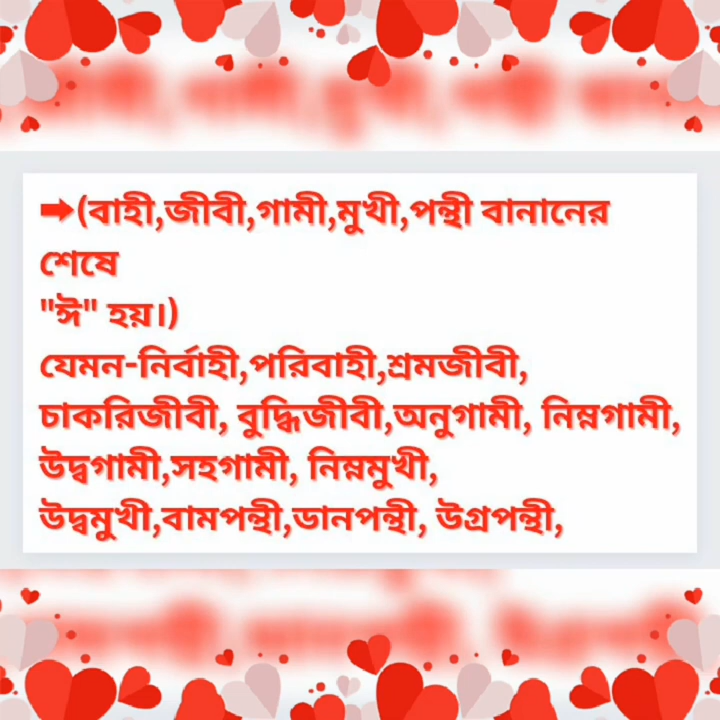 ➡(বাহী,জীবী,গামী,মুখী,পন্থী বানানের
শেষে
"ঈ" হয়।)
যেমন-নির্বাহী,পরিবাহী,শ্রমজীবী,
চাকরিজীবী, বুদ্ধিজীবী,অনুগামী, নিম্নগামী,
উদ্বগামী,সহগামী, নিম্নমুখী,
উদ্বমুখী,বামপন্থী,ডানপন্থী, উগ্রপন্থী,